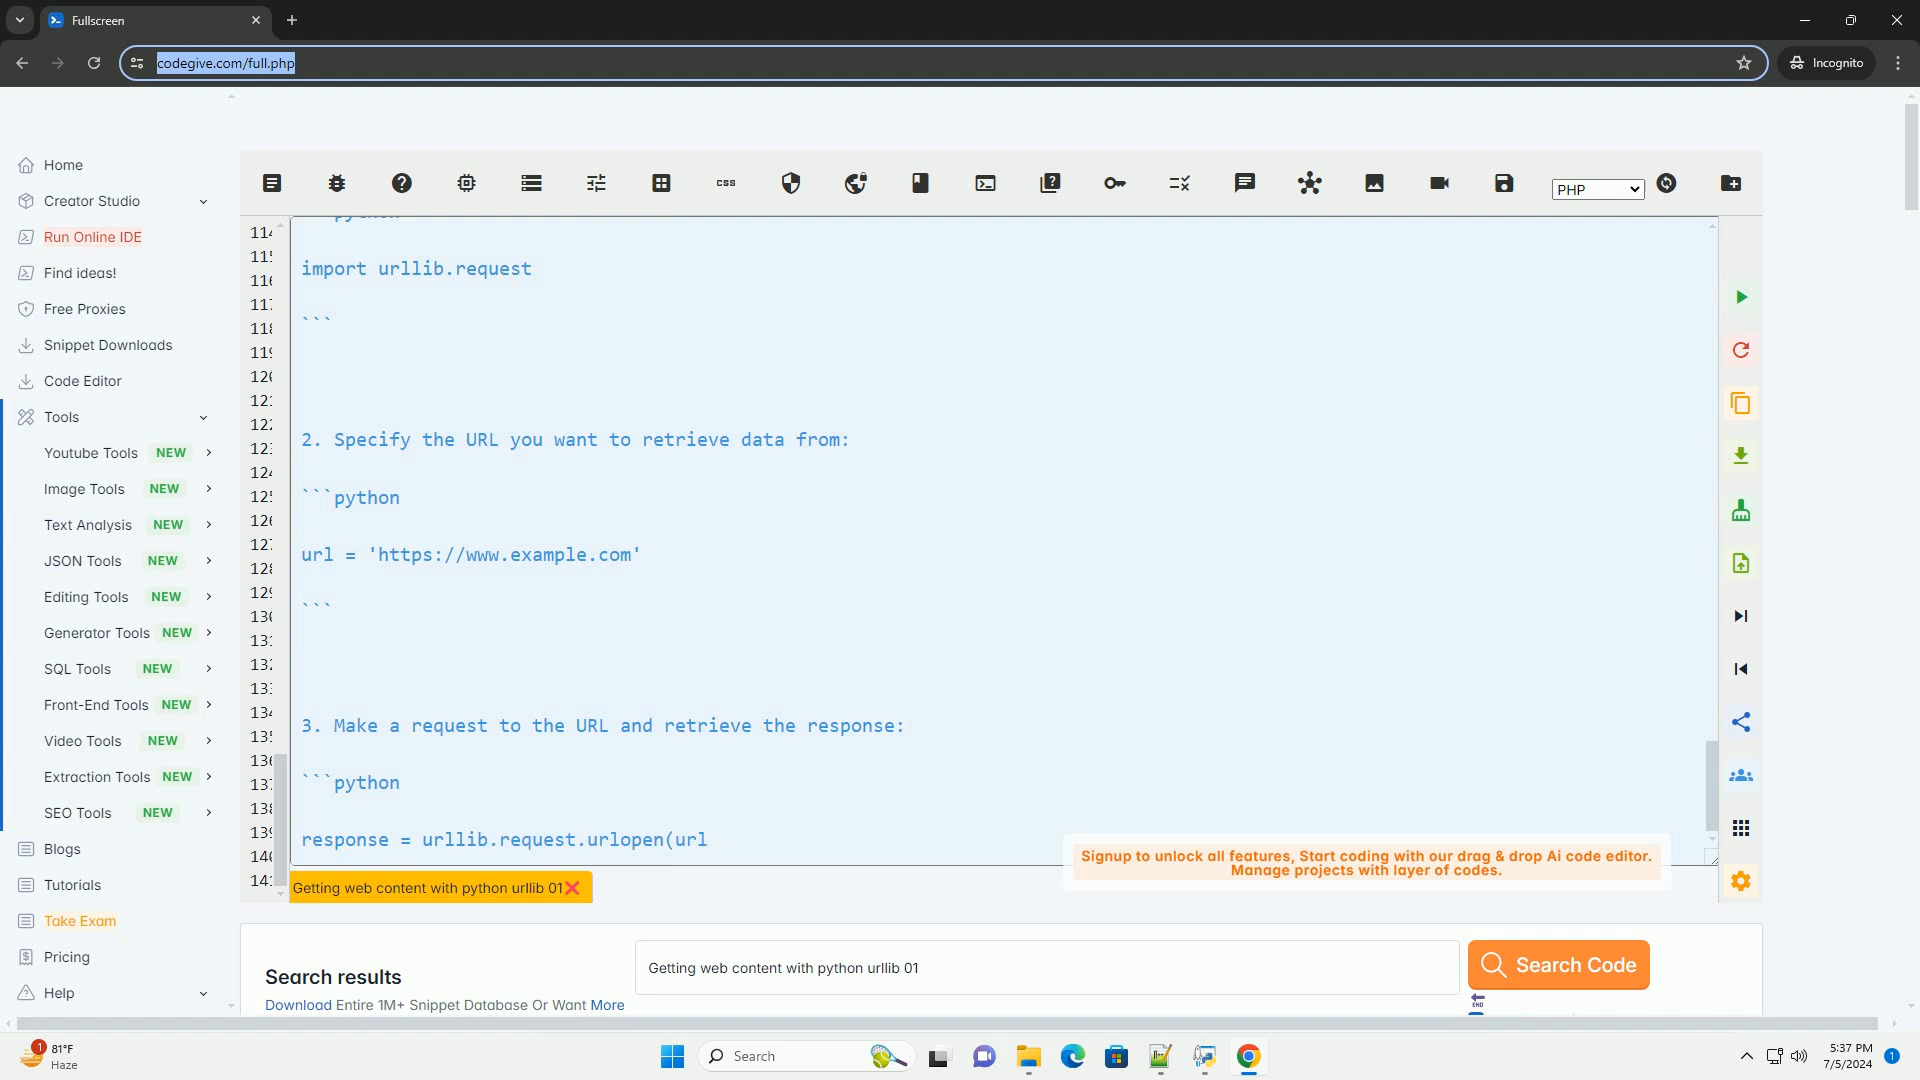 Fullscreen
codegive.com/full.php
Incognito
Home
Creator Studio
Run Online IDE
Find ideas!
Free Proxies
Snippet Downloads
Code Editor
Tools
Youtube Tools NEW
Image Tools NEW
Text Analysis NEW
JSON Tools NEW
Editing Tools NEW
Generator Tools NEW
SQL Tools NEW
Front-End Tools NEW
Video Tools NEW
Extraction Tools NEW
SEO Tools NEW
Blogs
Tutorials
Take Exam
Pricing
Help
css
PHP
import urllib.request
```
2. Specify the URL you want to retrieve data from:
```python
url = 'https://www.example.com'
```
3. Make a request to the URL and retrieve the response:
```python
response = urllib.request.urlopen(url
Signup to unlock all features, Start coding with our drag & drop Ai code editor.
Manage projects with layer of codes.
Getting web content with python urllib 01
Search results
Download Entire 1M+ Snippet Database Or Want More
Getting web content with python urllib 01
Search Code
END
1
81°F
Haze
Search
5:37 PM
7/5/2024
1